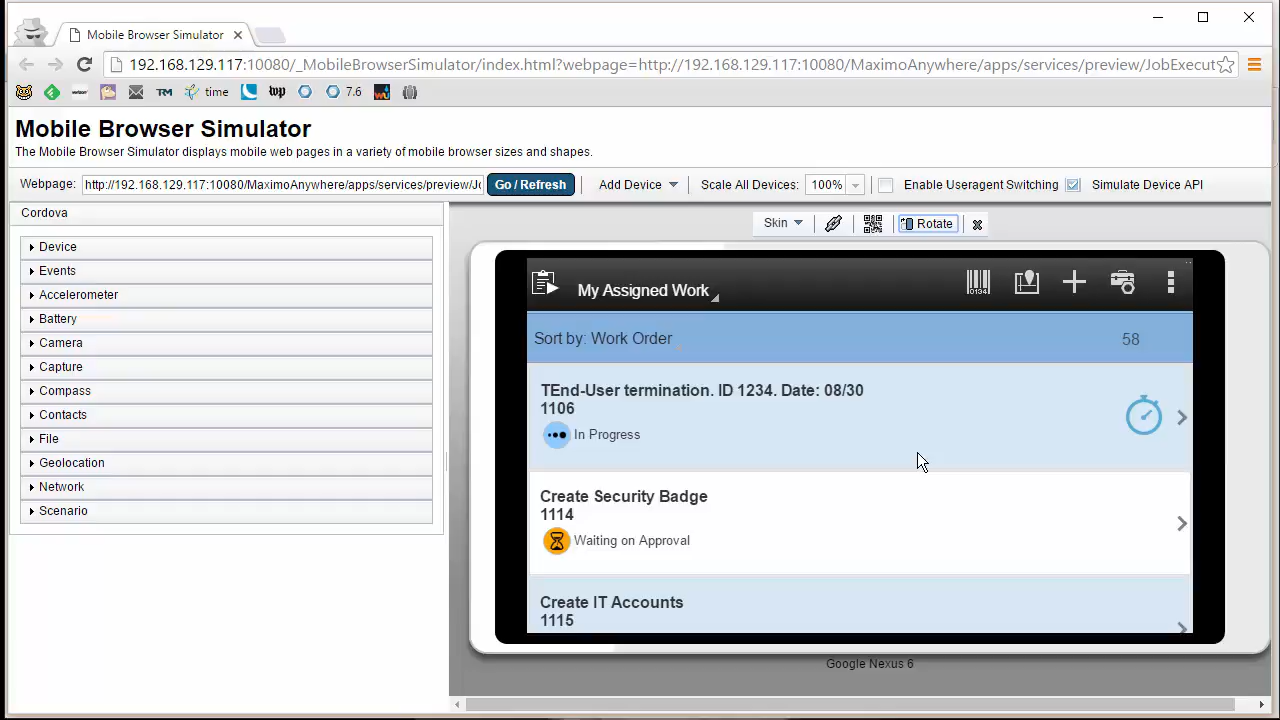 Mobile Browser Simulator
192.168.129.117:10080/_MobileBrowserSimulator/index.html?webpage=http://192.168.129.117:10080/MaximoAnywhere/apps/services/preview/JobExecut
TM time 7.6
Mobile Browser Simulator
The Mobile Browser Simulator displays mobile web pages in a variety of mobile browser sizes and shapes.
Webpage: http://192.168.129.117:10080/MaximoAnywhere/apps/services/preview/Jo Go / Refresh Add Device Scale All Devices: 100% Enable Useragent Switching Simulate Device API
Cordova
Device
Events
Accelerometer
Battery
Camera
Capture
Compass
Contacts
File
Geolocation
Network
Scenario
Skin Rotate
My Assigned Work 0134
Sort by: Work Order 58
TEnd-User termination. ID 1234. Date: 08/30
1106
In Progress
Create Security Badge
1114
Waiting on Approval
Create IT Accounts
1115
Google Nexus 6